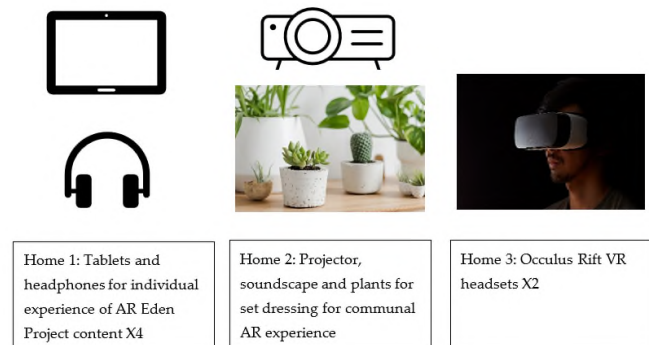 Home 1: Tablets and
headphones for individual
experience of AR Eden
Project content X4
Home 2: Projector,
soundscape and plants for
set dressing for communal
AR experience
Home 3: Occulus Rift VR
headsets X2